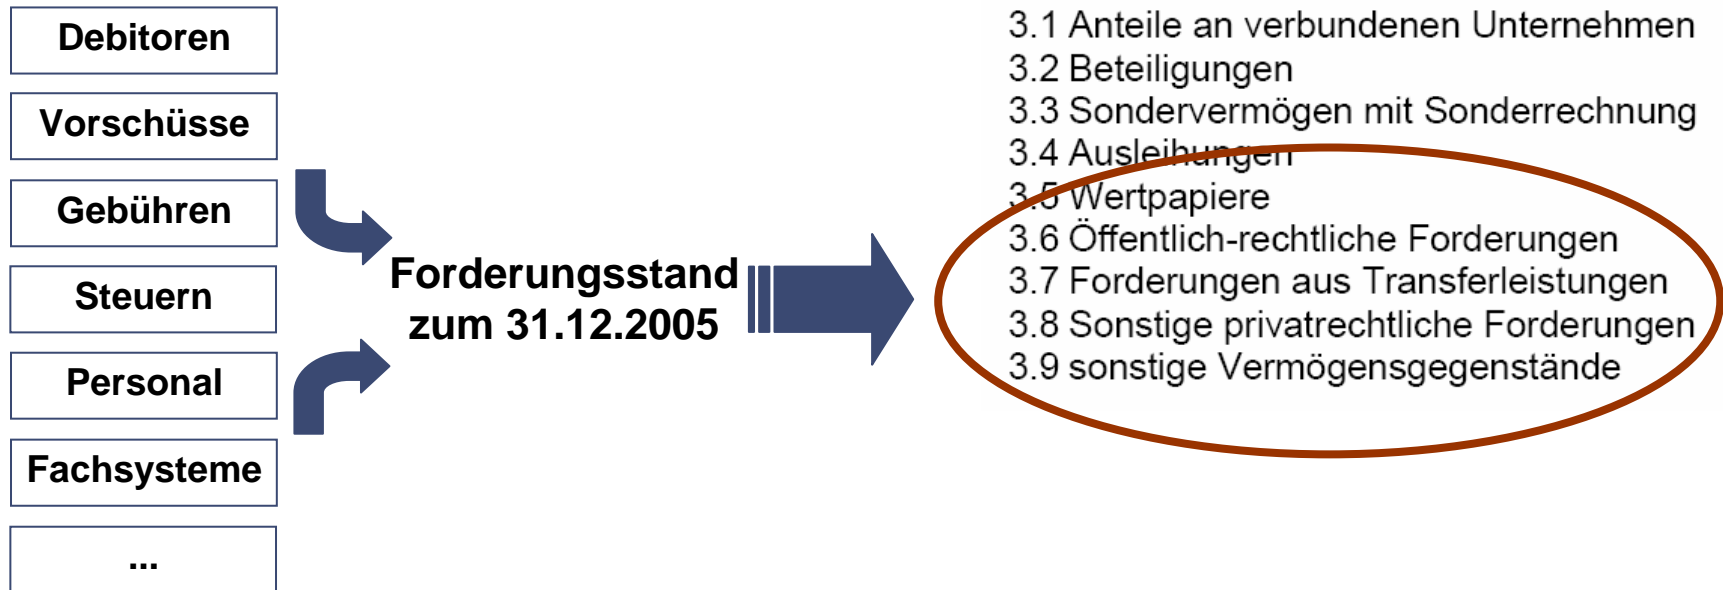 Debitoren
Vorschüsse
Gebühren
Steuern
Personal
Fachsysteme
...
Forderungsstand
zum 31.12.2005
3.1 Anteile an verbundenen Unternehmen
3.2 Beteiligungen
3.3 Sondervermögen mit Sonderrechnung
3.4 Ausleihungen
3.5 Wertpapiere
3.6 Öffentlich-rechtliche Forderungen
3.7 Forderungen aus Transferleistungen
3.8 Sonstige privatrechtliche Forderungen
3.9 sonstige Vermögensgegenstände